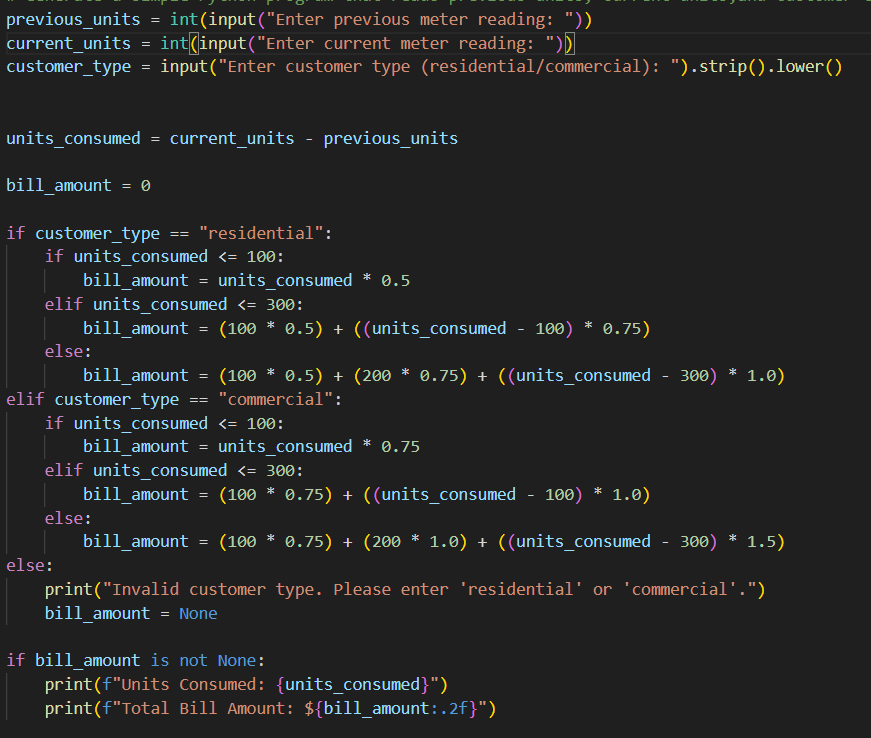 previous_units = int(input("Enter previous meter reading: "))
current_units = int(input("Enter current meter reading: "))
customer_type = input("Enter customer type (residential/commercial): ").strip().lower()
units_consumed = current_units - previous_units
bill_amount = 0
if customer_type == "residential":
    if units_consumed <= 100:
        bill_amount = units_consumed * 0.5
    elif units_consumed <= 300:
        bill_amount = (100 * 0.5) + ((units_consumed - 100) * 0.75)
    else:
        bill_amount = (100 * 0.5) + (200 * 0.75) + ((units_consumed - 300) * 1.0)
elif customer_type == "commercial":
    if units_consumed <= 100:
        bill_amount = units_consumed * 0.75
    elif units_consumed <= 300:
        bill_amount = (100 * 0.75) + ((units_consumed - 100) * 1.0)
    else:
        bill_amount = (100 * 0.75) + (200 * 1.0) + ((units_consumed - 300) * 1.5)
else:
    print("Invalid customer type. Please enter 'residential' or 'commercial'.")
    bill_amount = None
if bill_amount is not None:
    print(f"Units Consumed: {units_consumed}")
    print(f"Total Bill Amount: ${bill_amount:.2f}")